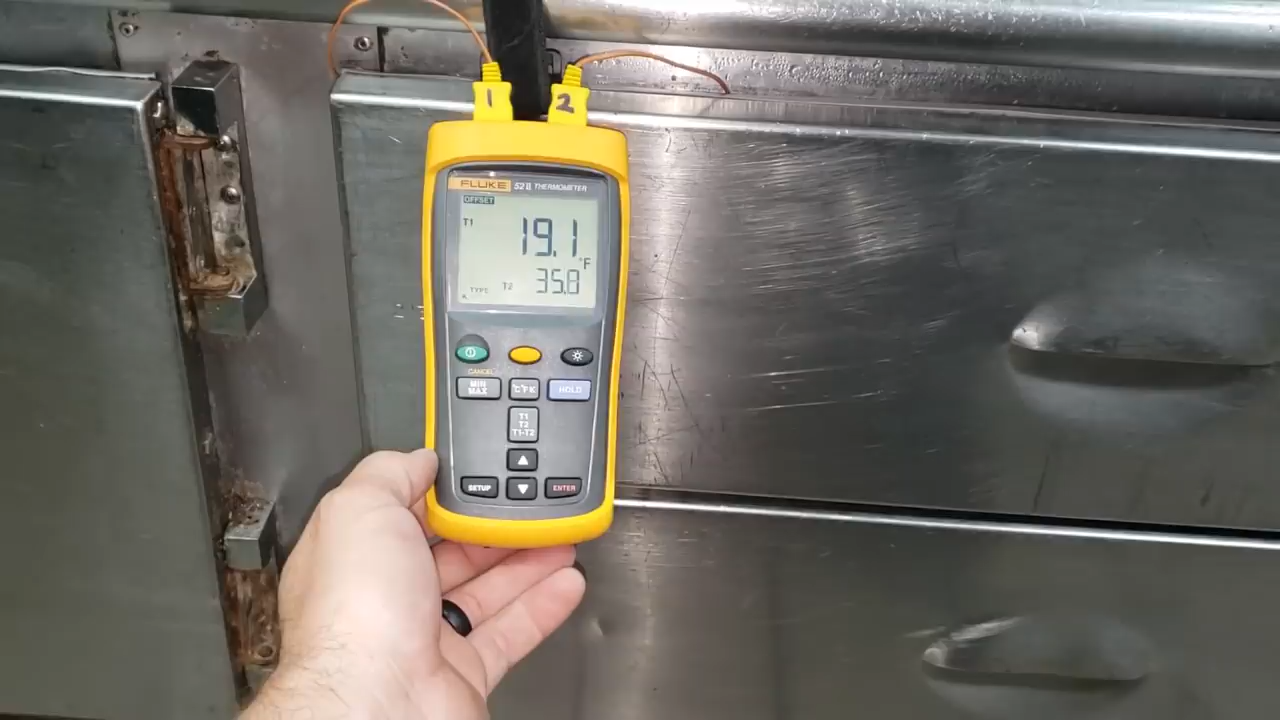 1 2
FLUKE 52 II THERMOMETER
OFFSET
T1 19.1
°F
K TYPE T2 35.8
CANCEL
MIN MAX °C°FK HOLD
T1
T2
T1-T2
SETUP ENTER